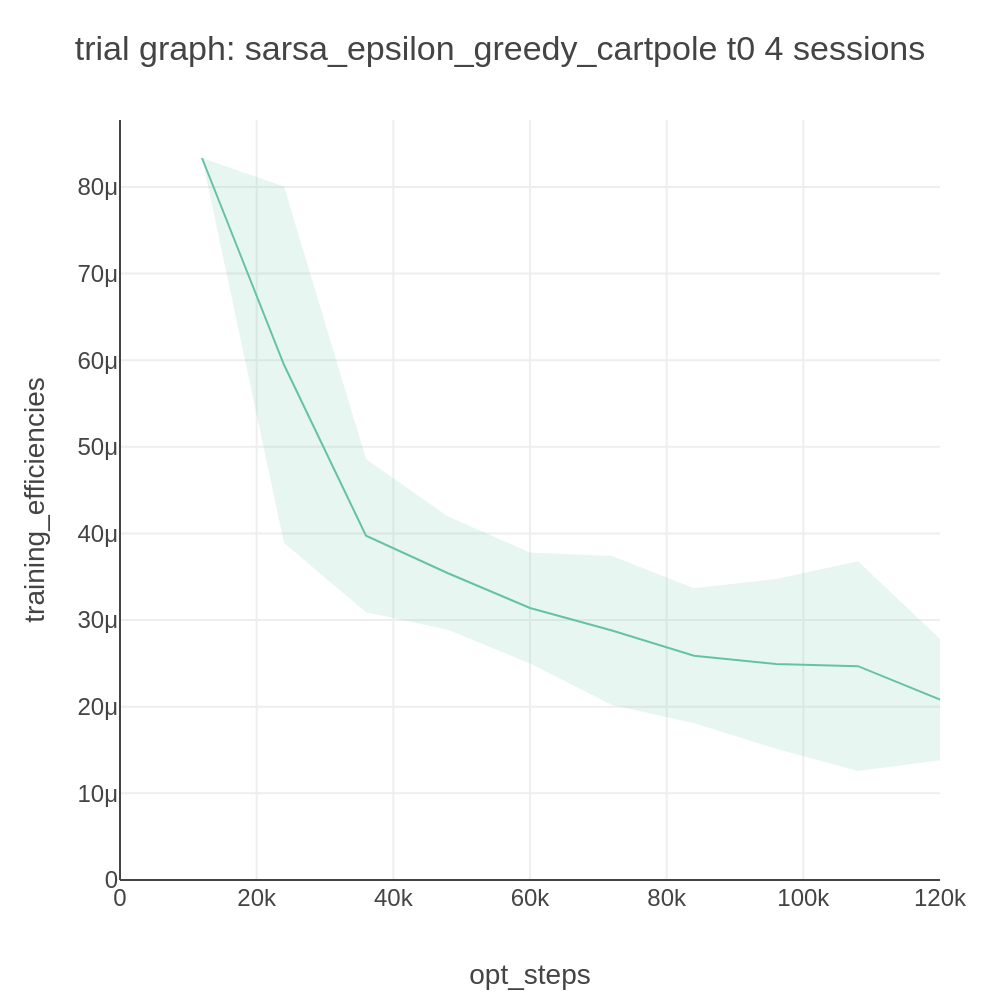 trial graph: sarsa_epsilon_greedy_cartpole t0 4 sessions
80μ
70μ
60μ
50μ
40μ
30μ
20μ
10μ
0
training_efficiencies
0 20k 40k 60k 80k 100k 120k
opt_steps